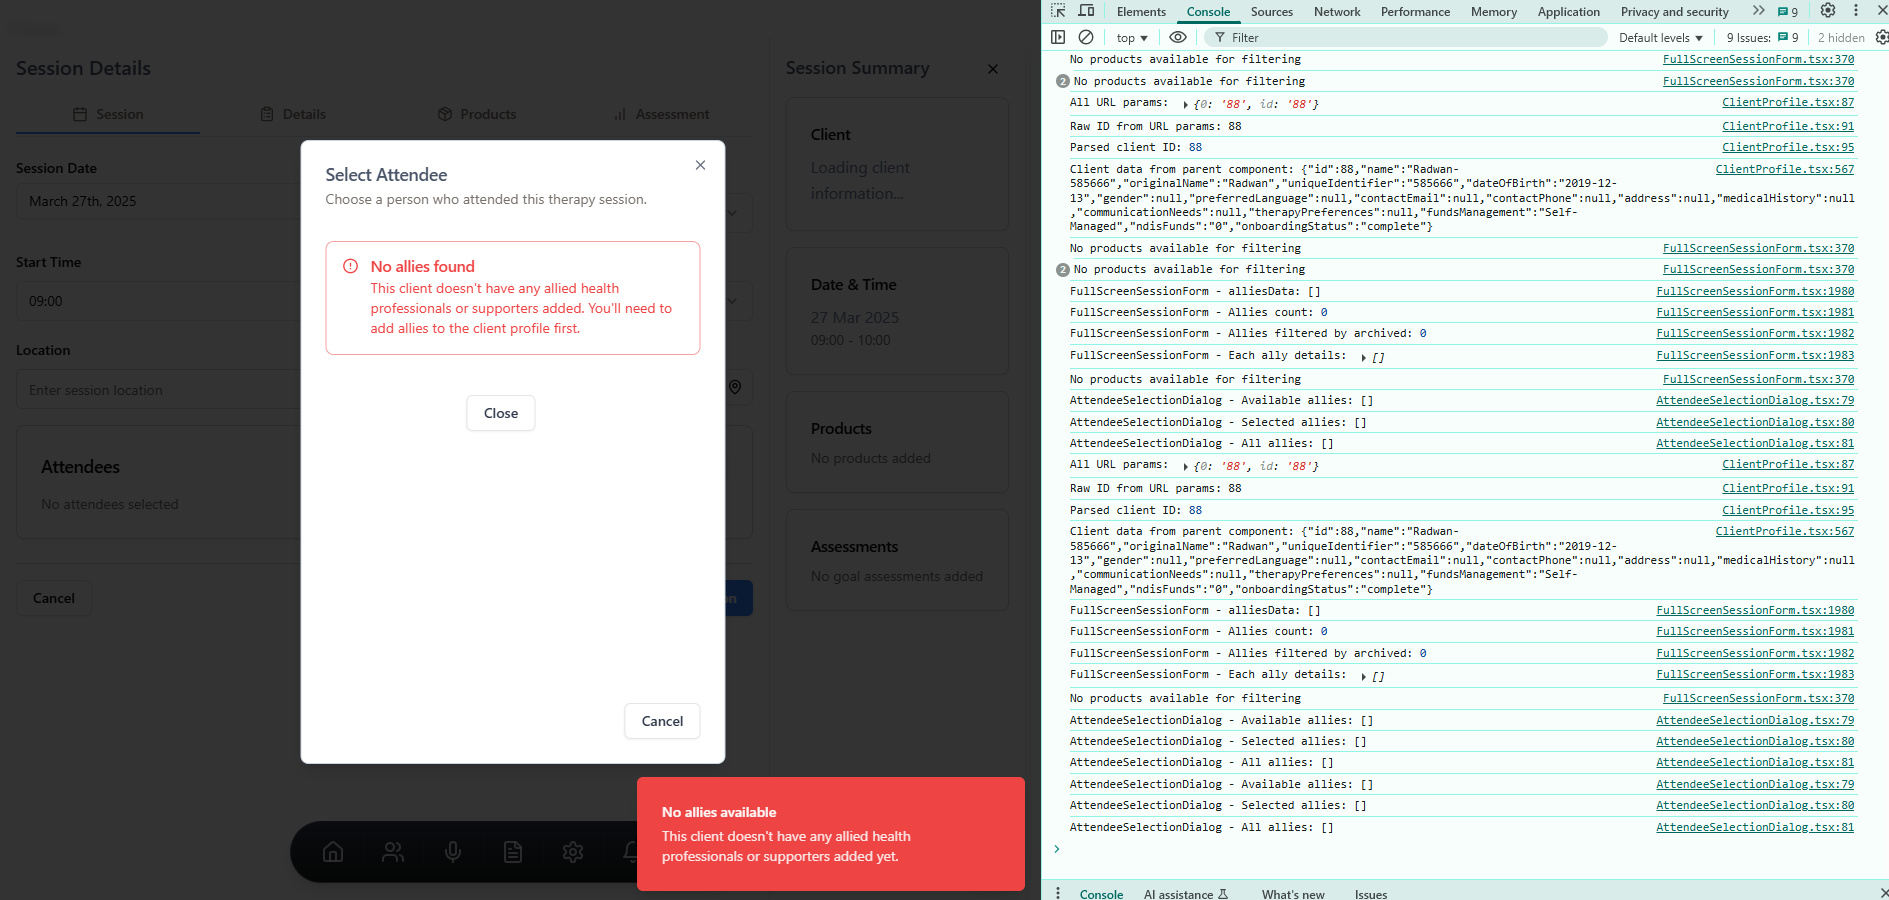 Session Details
Session
Details
Products
Assessment
Session Date
March 27th, 2025
Start Time
09:00
Location
Enter session location
Attendees
No attendees selected
Cancel
on
Select Attendee
Choose a person who attended this therapy session.
No allies found
This client doesn't have any allied health
professionals or supporters added. You'll need to
add allies to the client profile first.
Close
Cancel
Session Summary
Client
Loading client
information...
Date & Time
27 Mar 2025
09:00 - 10:00
Products
No products added
Assessments
No goal assessments added
No allies available
This client doesn't have any allied health
professionals or supporters added yet.
Elements Console Sources Network Performance Memory Application Privacy and security 9
top Filter Default levels 9 Issues: 9 2 hidden
No products available for filtering FullScreenSessionForm.tsx:370
2 No products available for filtering FullScreenSessionForm.tsx:370
All URL params: {0: '88', id: '88'} ClientProfile.tsx:87
Raw ID from URL params: 88 ClientProfile.tsx:91
Parsed client ID: 88 ClientProfile.tsx:95
Client data from parent component: {"id":88,"name":"Radwan- ClientProfile.tsx:567
585666","originalName":"Radwan","uniqueIdentifier":"585666","dateOfBirth":"2019-12-
13","gender":null,"preferredLanguage":null,"contactEmail":null,"contactPhone":null,"address":null,"medicalHistory":null
,"communicationNeeds":null,"therapyPreferences":null,"fundsManagement":"Self-
Managed","ndisFunds":"0","onboardingStatus":"complete"}
No products available for filtering FullScreenSessionForm.tsx:370
2 No products available for filtering FullScreenSessionForm.tsx:370
FullScreenSessionForm - alliesData: [] FullScreenSessionForm.tsx:1980
FullScreenSessionForm - Allies count: 0 FullScreenSessionForm.tsx:1981
FullScreenSessionForm - Allies filtered by archived: 0 FullScreenSessionForm.tsx:1982
FullScreenSessionForm - Each ally details: [] FullScreenSessionForm.tsx:1983
No products available for filtering FullScreenSessionForm.tsx:370
AttendeeSelectionDialog - Available allies: [] AttendeeSelectionDialog.tsx:79
AttendeeSelectionDialog - Selected allies: [] AttendeeSelectionDialog.tsx:80
AttendeeSelectionDialog - All allies: [] AttendeeSelectionDialog.tsx:81
All URL params: {0: '88', id: '88'} ClientProfile.tsx:87
Raw ID from URL params: 88 ClientProfile.tsx:91
Parsed client ID: 88 ClientProfile.tsx:95
Client data from parent component: {"id":88,"name":"Radwan- ClientProfile.tsx:567
585666","originalName":"Radwan","uniqueIdentifier":"585666","dateOfBirth":"2019-12-
13","gender":null,"preferredLanguage":null,"contactEmail":null,"contactPhone":null,"address":null,"medicalHistory":null
,"communicationNeeds":null,"therapyPreferences":null,"fundsManagement":"Self-
Managed","ndisFunds":"0","onboardingStatus":"complete"}
FullScreenSessionForm - alliesData: [] FullScreenSessionForm.tsx:1980
FullScreenSessionForm - Allies count: 0 FullScreenSessionForm.tsx:1981
FullScreenSessionForm - Allies filtered by archived: 0 FullScreenSessionForm.tsx:1982
FullScreenSessionForm - Each ally details: [] FullScreenSessionForm.tsx:1983
No products available for filtering FullScreenSessionForm.tsx:370
AttendeeSelectionDialog - Available allies: [] AttendeeSelectionDialog.tsx:79
AttendeeSelectionDialog - Selected allies: [] AttendeeSelectionDialog.tsx:80
AttendeeSelectionDialog - All allies: [] AttendeeSelectionDialog.tsx:81
AttendeeSelectionDialog - Available allies: [] AttendeeSelectionDialog.tsx:79
AttendeeSelectionDialog - Selected allies: [] AttendeeSelectionDialog.tsx:80
AttendeeSelectionDialog - All allies: [] AttendeeSelectionDialog.tsx:81
Console AI assistance What's new Issues